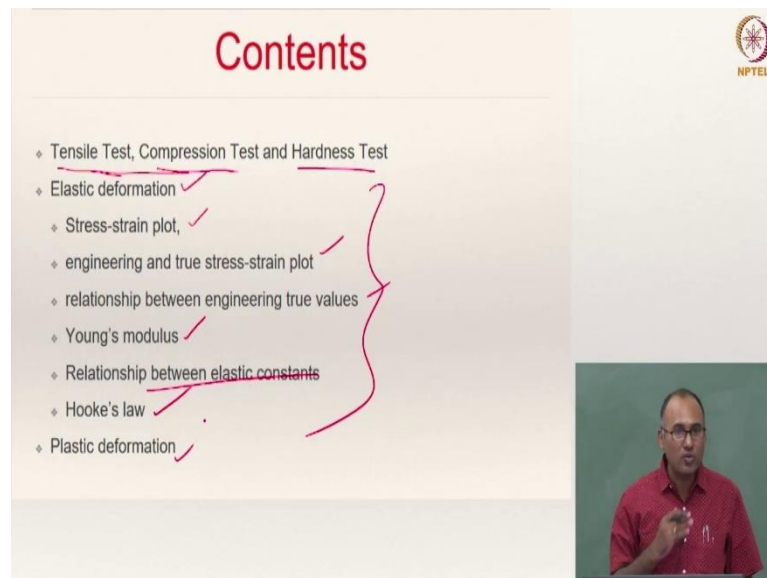 Contents
NPTEL
Tensile Test, Compression Test and Hardness Test
Elastic deformation
Stress-strain plot,
engineering and true stress-strain plot
relationship between engineering true values
Young's modulus
Relationship between elastic constants
Hooke's law
Plastic deformation